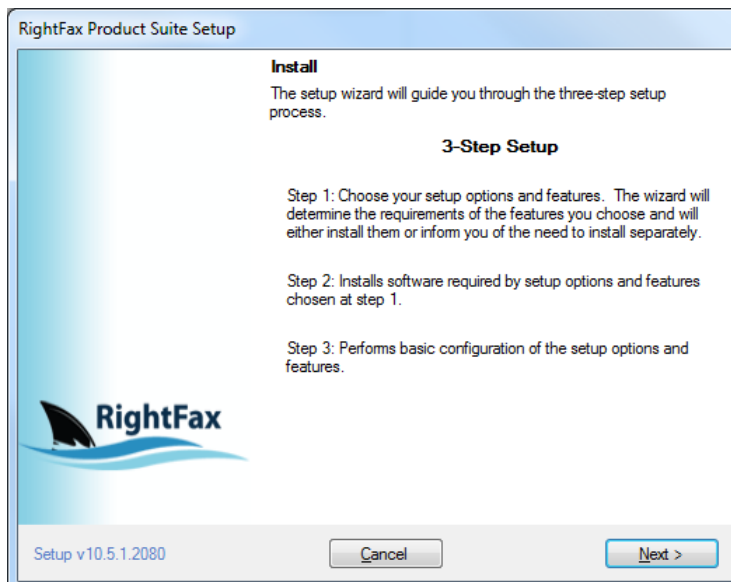 RightFax Product Suite Setup
Install
The setup wizard will guide you through the three-step setup
process.
3-Step Setup
Step 1: Choose your setup options and features.  The wizard will
determine the requirements of the features you choose and will
either install them or inform you of the need to install separately.
Step 2: Installs software required by setup options and features
chosen at step 1.
Step 3: Performs basic configuration of the setup options and
features.
RightFax
Setup v10.5.1.2080
Cancel
Next >